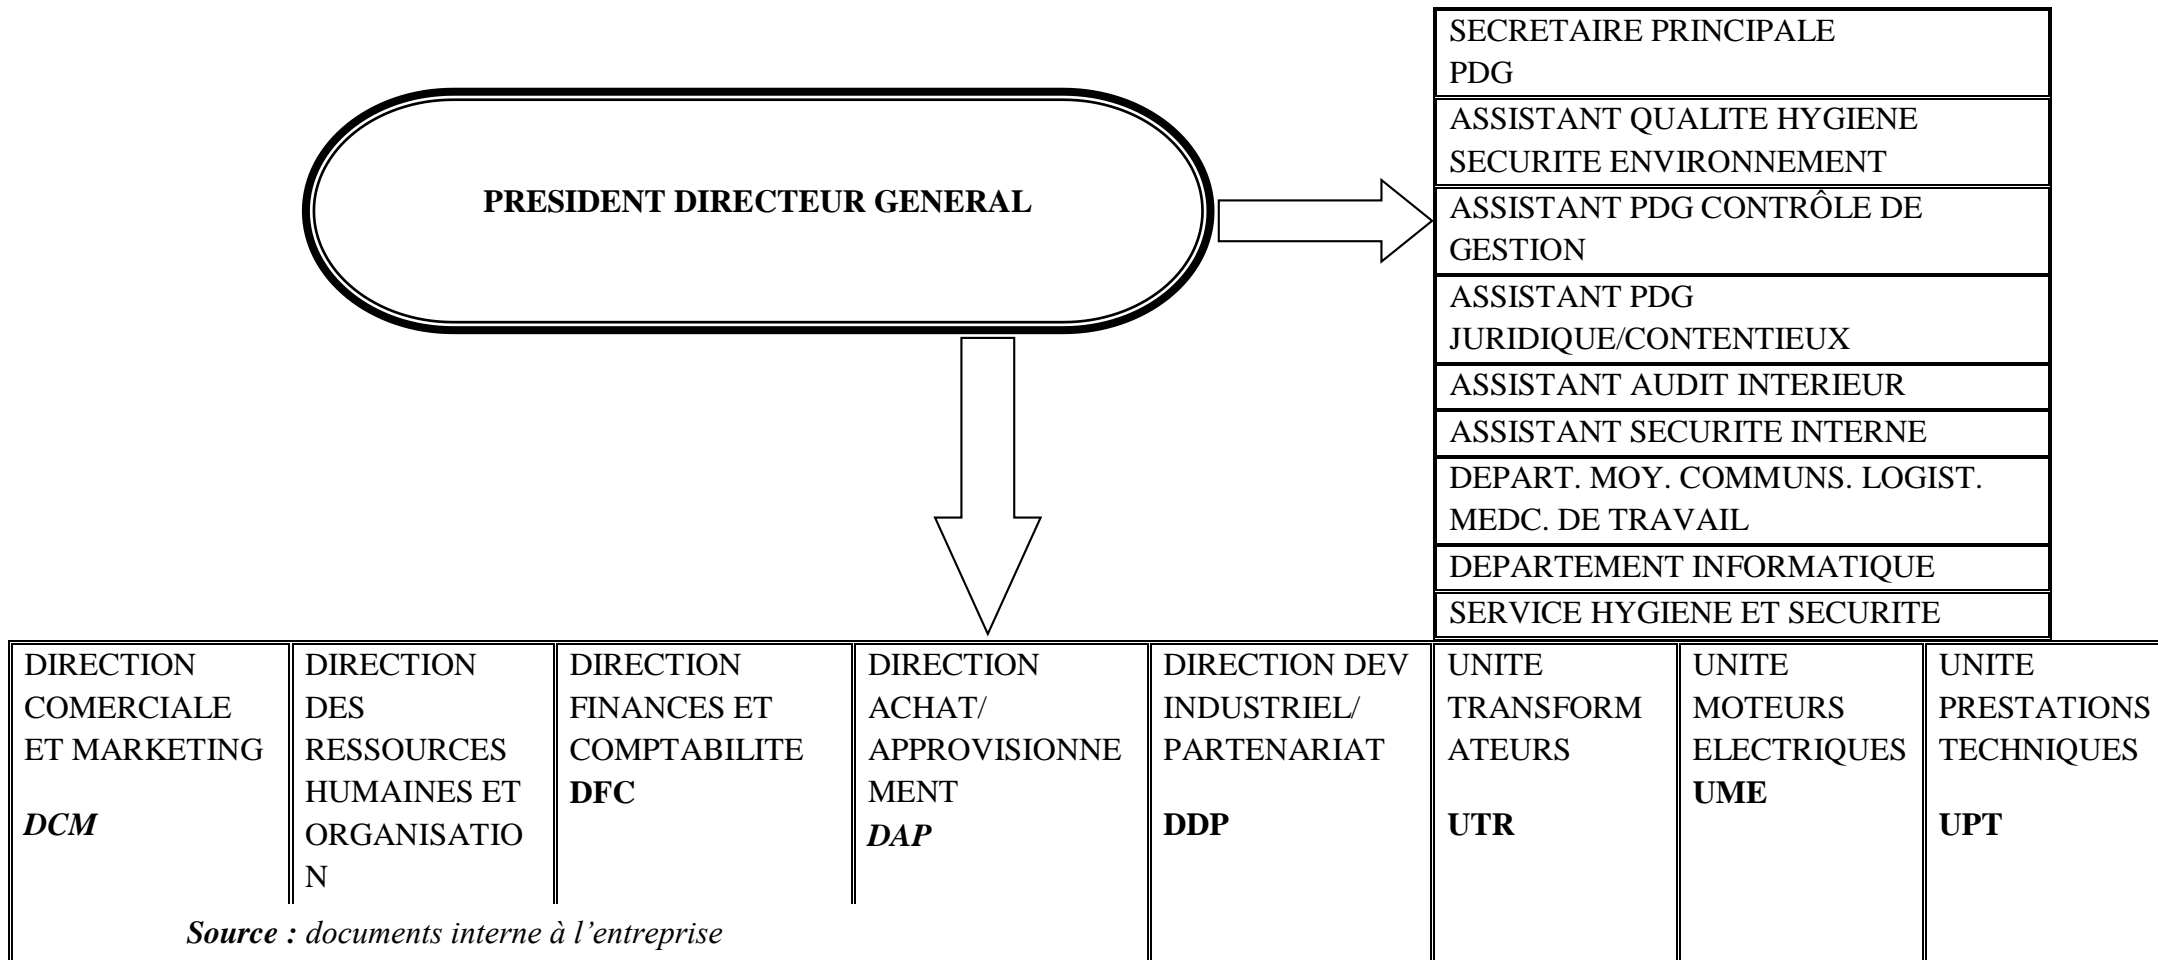 SECRETAIRE PRINCIPALE
PDG
ASSISTANT QUALITE HYGIENE
SECURITE ENVIRONNEMENT
PRESIDENT DIRECTEUR GENERAL
ASSISTANT PDG CONTRÔLE DE
GESTION
ASSISTANT PDG
JURIDIQUE/CONTENTIEUX
ASSISTANT AUDIT INTERIEUR
ASSISTANT SECURITE INTERNE
DEPART. MOY. COMMUNS. LOGIST.
MEDC. DE TRAVAIL
DEPARTEMENT INFORMATIQUE
SERVICE HYGIENE ET SECURITE
DIRECTION
COMERCIALE
ET MARKETING
DCM
DIRECTION
DES
RESSOURCES
HUMAINES ET
ORGANISATIO
N
DIRECTION
FINANCES ET
COMPTABILITE
DFC
DIRECTION
ACHAT/
APPROVISIONNE
MENT
DAP
DIRECTION DEV
INDUSTRIEL/
PARTENARIAT
DDP
UNITE
TRANSFORM
ATEURS
UTR
UNITE
MOTEURS
ELECTRIQUES
UME
UNITE
PRESTATIONS
TECHNIQUES
UPT
Source : documents interne à l’entreprise